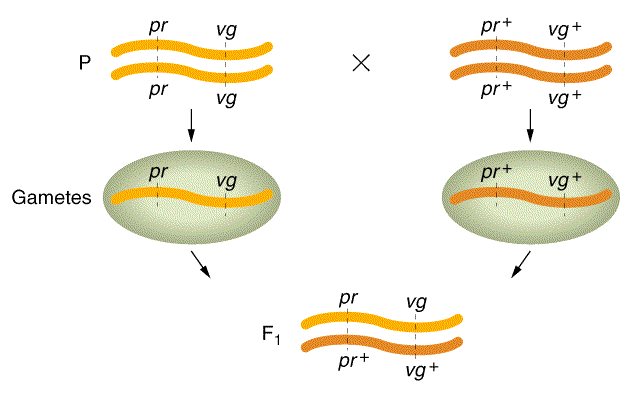 pr vg pr+ vg+
P ×
pr vg pr+ vg+
pr vg pr+ vg+
Gametes
pr vg
F1
pr+ vg+